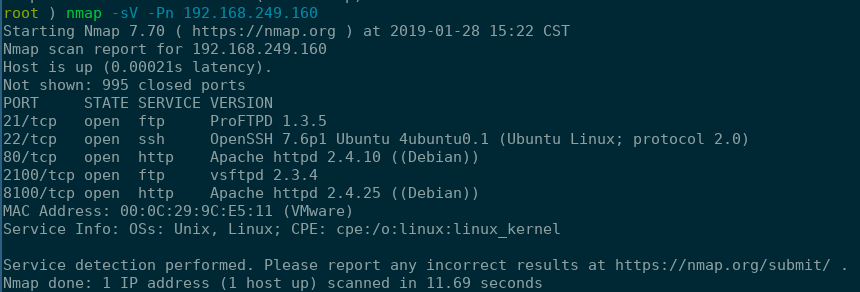 root ) nmap -sV -Pn 192.168.249.160
Starting Nmap 7.70 ( https://nmap.org ) at 2019-01-28 15:22 CST
Nmap scan report for 192.168.249.160
Host is up (0.00021s latency).
Not shown: 995 closed ports
PORT     STATE SERVICE VERSION
21/tcp   open  ftp     ProFTPD 1.3.5
22/tcp   open  ssh     OpenSSH 7.6p1 Ubuntu 4ubuntu0.1 (Ubuntu Linux; protocol 2.0)
80/tcp   open  http    Apache httpd 2.4.10 ((Debian))
2100/tcp open  ftp     vsftpd 2.3.4
8100/tcp open  http    Apache httpd 2.4.25 ((Debian))
MAC Address: 00:0C:29:9C:E5:11 (VMware)
Service Info: OSs: Unix, Linux; CPE: cpe:/o:linux:linux_kernel

Service detection performed. Please report any incorrect results at https://nmap.org/submit/ .
Nmap done: 1 IP address (1 host up) scanned in 11.69 seconds